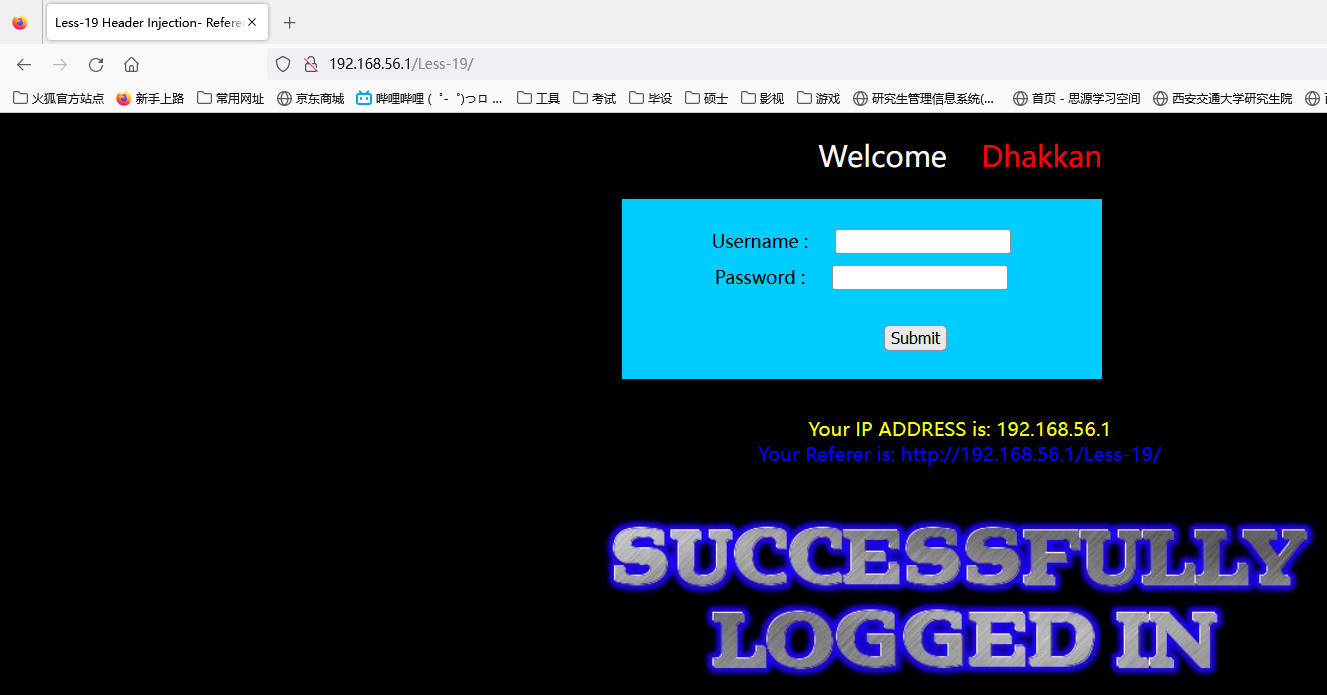 Less-19 Header Injection- Refere
192.168.56.1/Less-19/
火狐官方站点 新手上路 常用网址 京东商城 哔哩哔哩 ( ゜- ゜)つロ ... 工具 考试 毕设 硕士 影视 游戏 研究生管理信息系统(... 首页 - 思源学习空间 西安交通大学研究生院
Welcome Dhakkan
Username :
Password :
Submit
Your IP ADDRESS is: 192.168.56.1
Your Referer is: http://192.168.56.1/Less-19/
SUCCESSFULLY
LOGGED IN